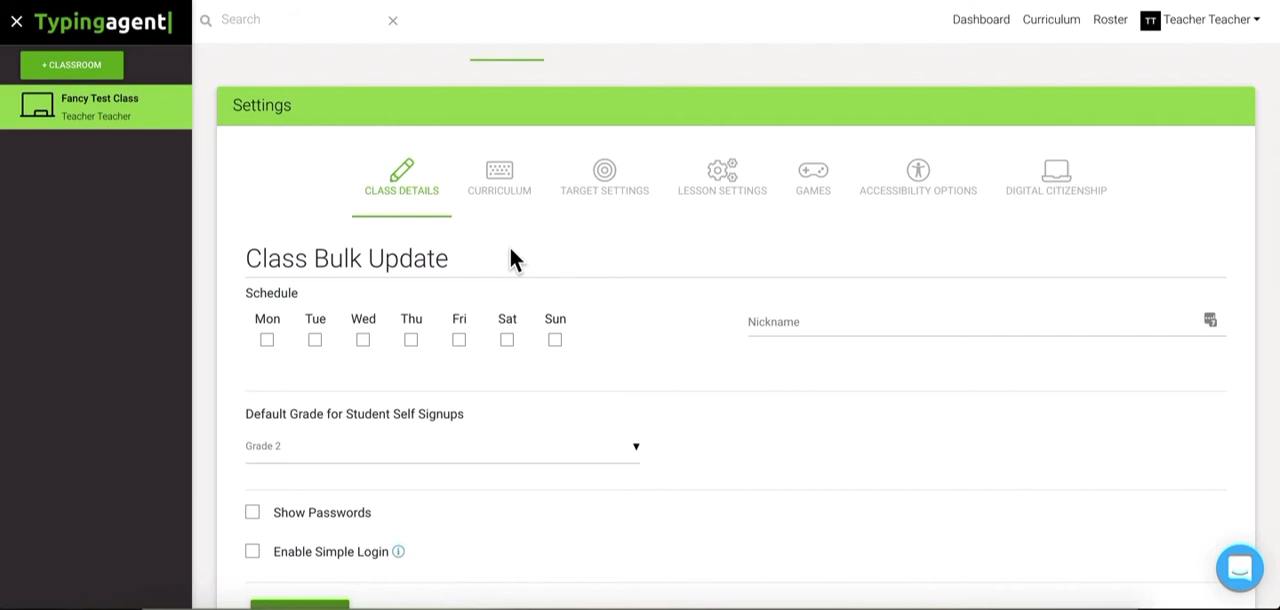 × Typingagent|
Search ×
Dashboard Curriculum Roster TT Teacher Teacher
+ CLASSROOM
Fancy Test Class
Teacher Teacher
Settings
CLASS DETAILS CURRICULUM TARGET SETTINGS LESSON SETTINGS GAMES ACCESSIBILITY OPTIONS DIGITAL CITIZENSHIP
Class Bulk Update
Schedule
Mon Tue Wed Thu Fri Sat Sun
Nickname
Default Grade for Student Self Signups
Grade 2
Show Passwords
Enable Simple Login